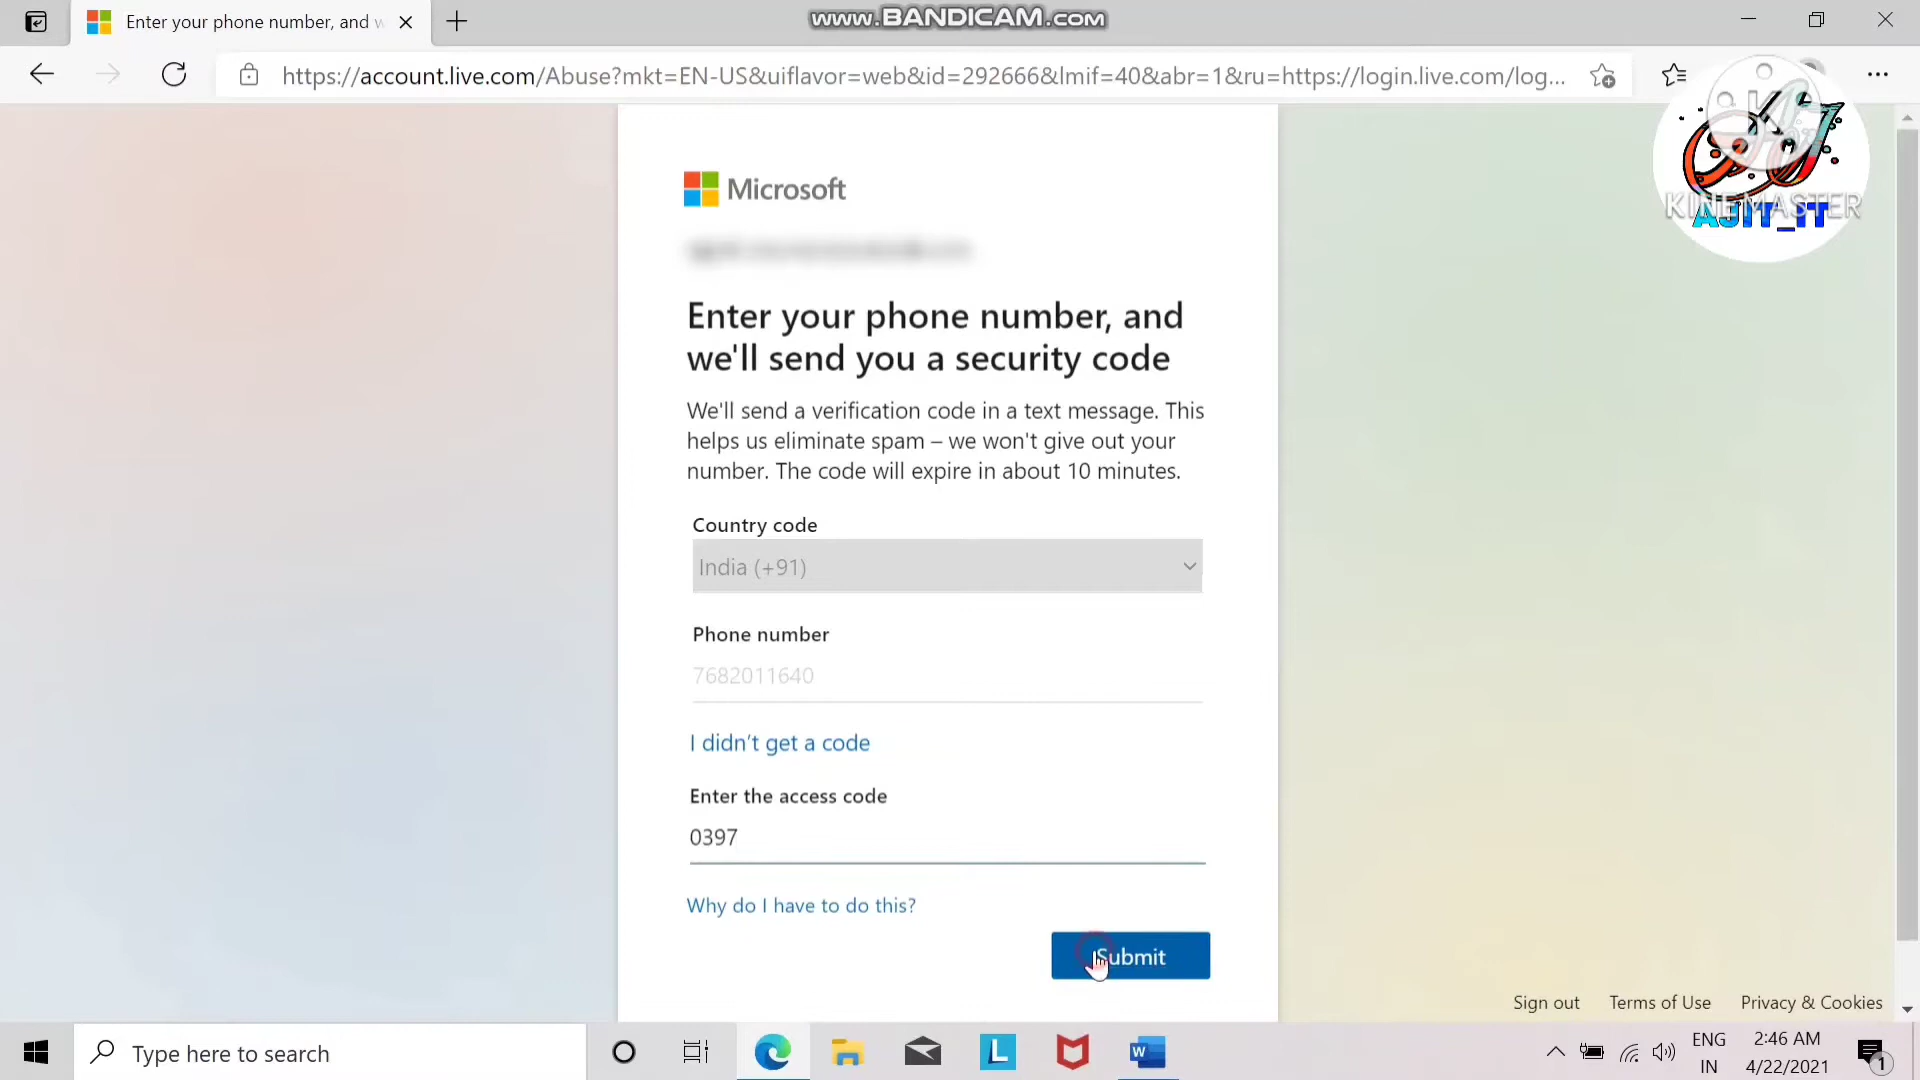 Enter your phone number, and w
www.BANDICAM.com
https://account.live.com/Abuse?mkt=EN-US&uiflavor=web&id=292666&lmif=40&abr=1&ru=https://login.live.com/log...
KINEMASTER
AJIT_IT
Microsoft
Enter your phone number, and
we'll send you a security code
We'll send a verification code in a text message. This
helps us eliminate spam – we won't give out your
number. The code will expire in about 10 minutes.
Country code
India (+91)
Phone number
7682011640
I didn't get a code
Enter the access code
0397
Why do I have to do this?
Submit
Sign out Terms of Use Privacy & Cookies
Type here to search
ENG
IN
2:46 AM
4/22/2021
1